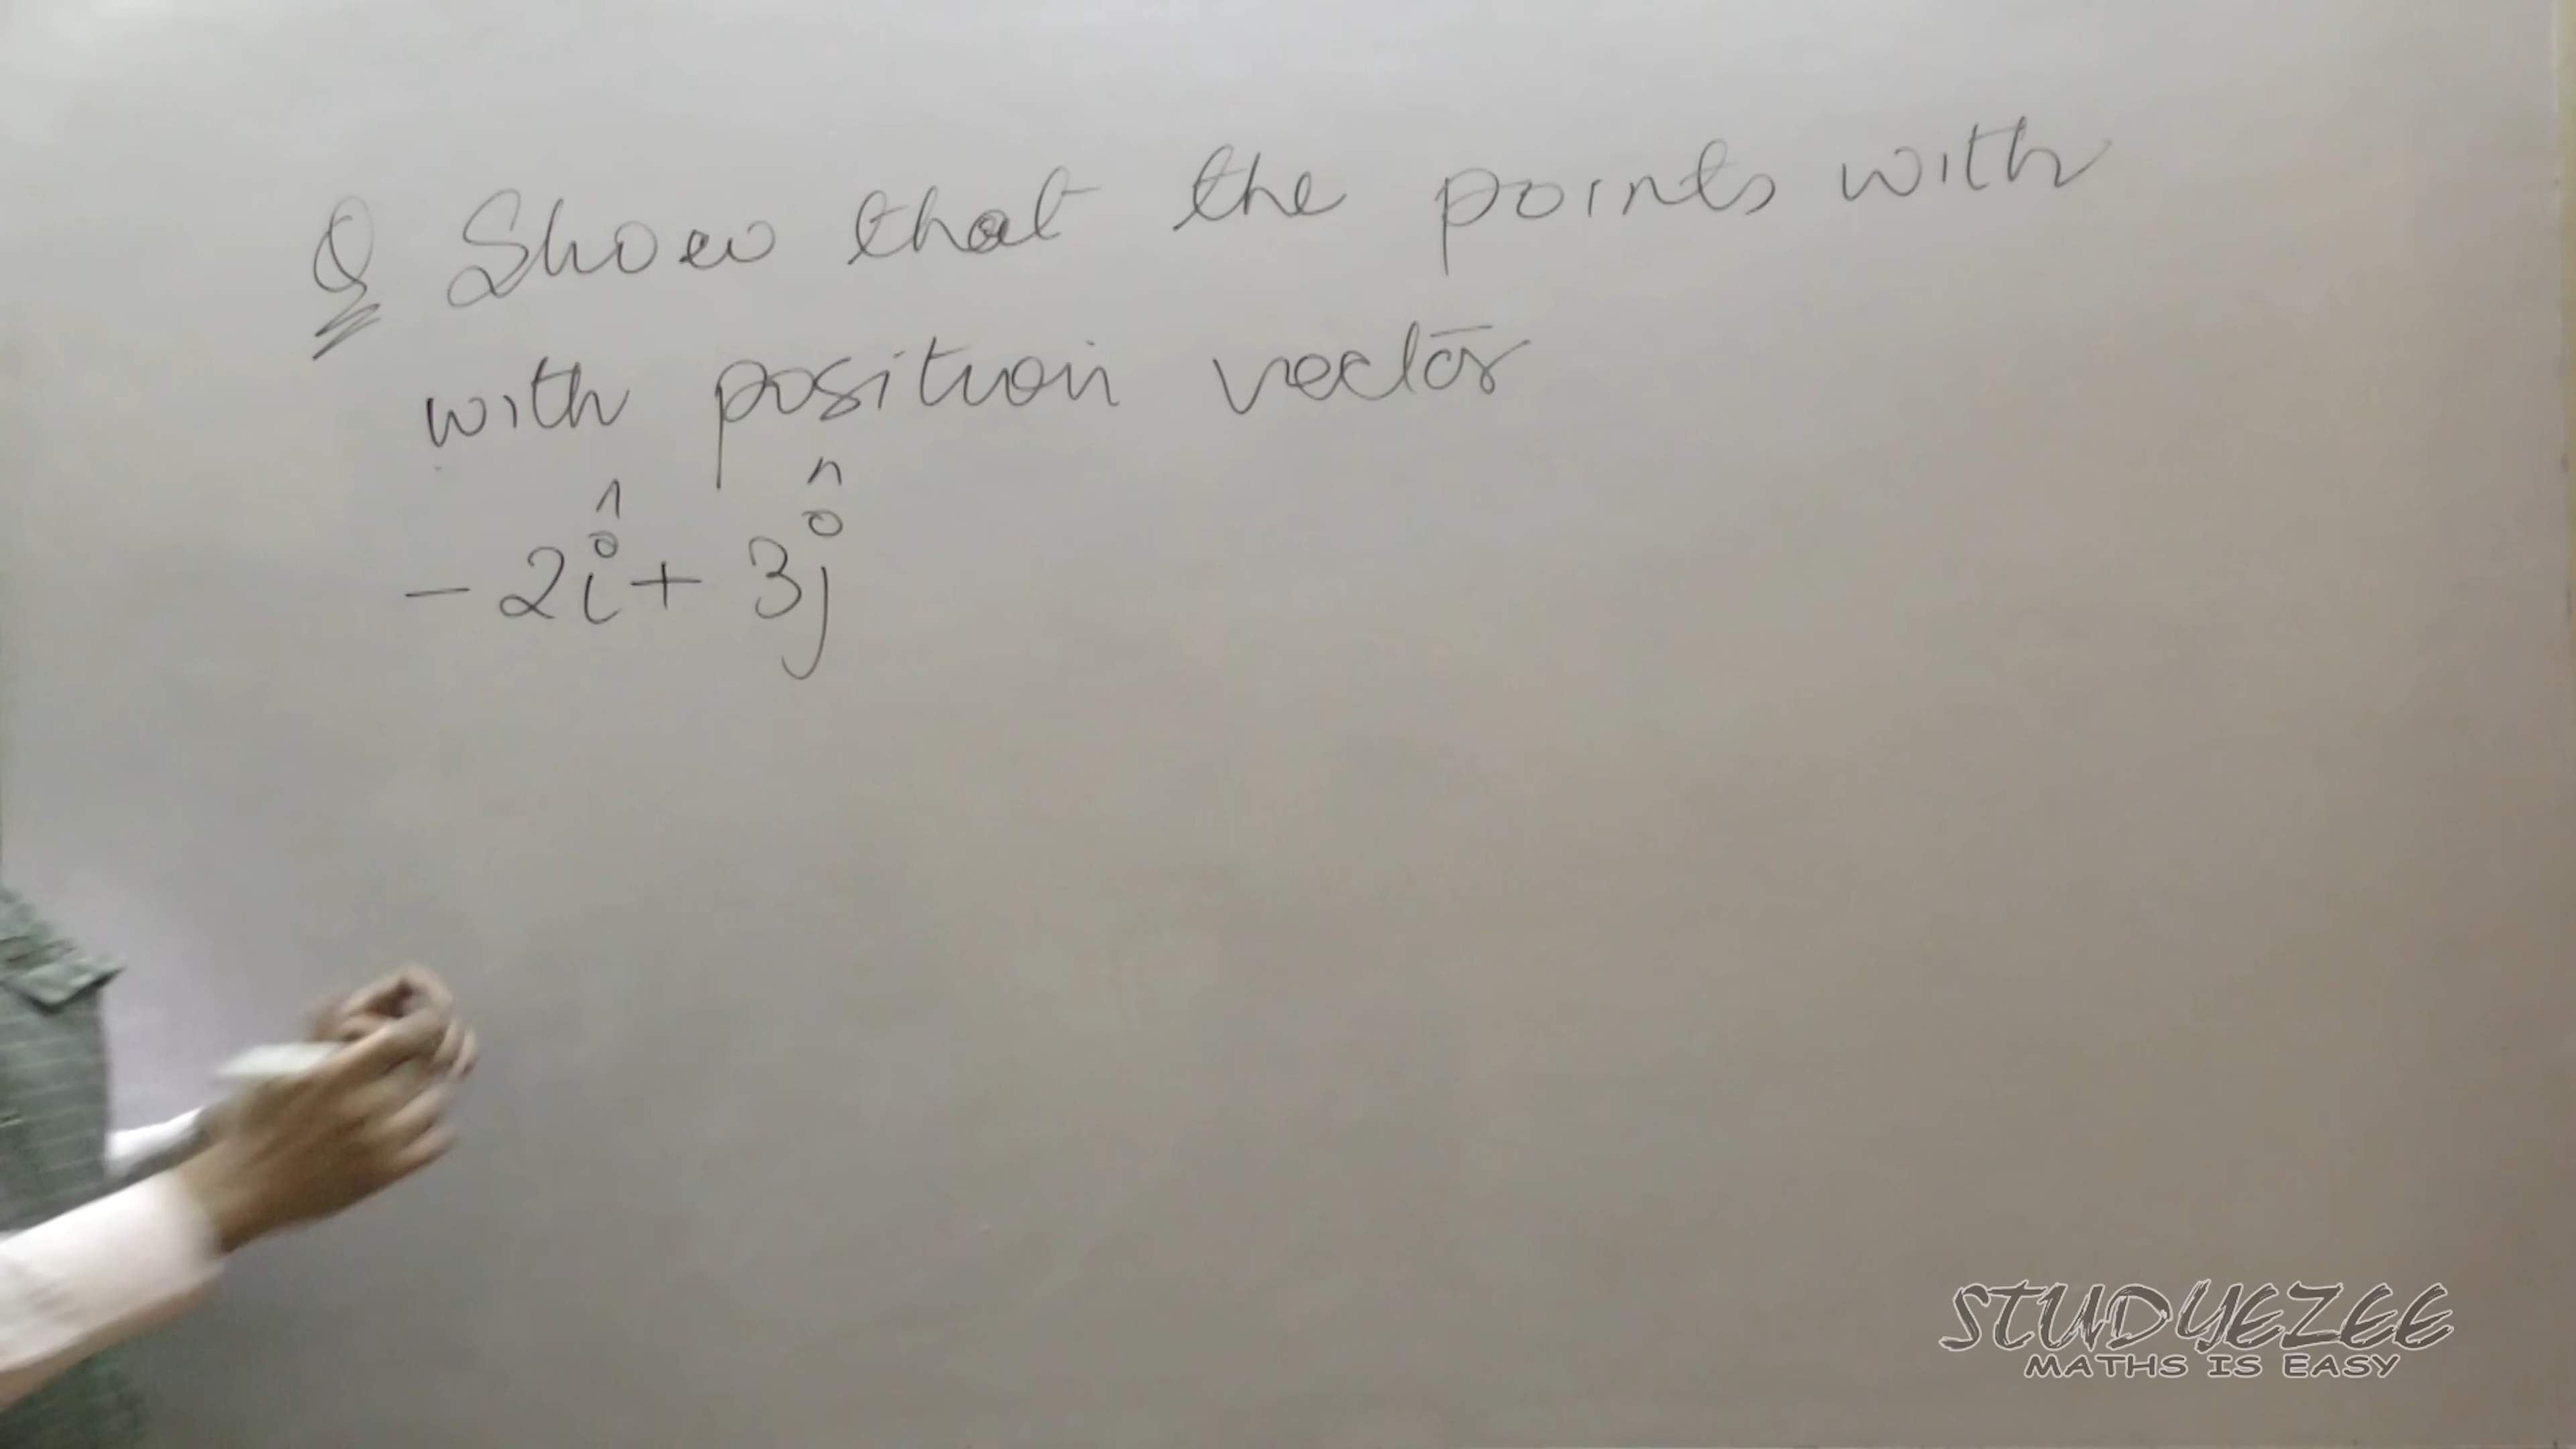 Q Show that the points with
with position vector
- 2î + 3ĵ
STUDYEZEE
MATHS IS EASY